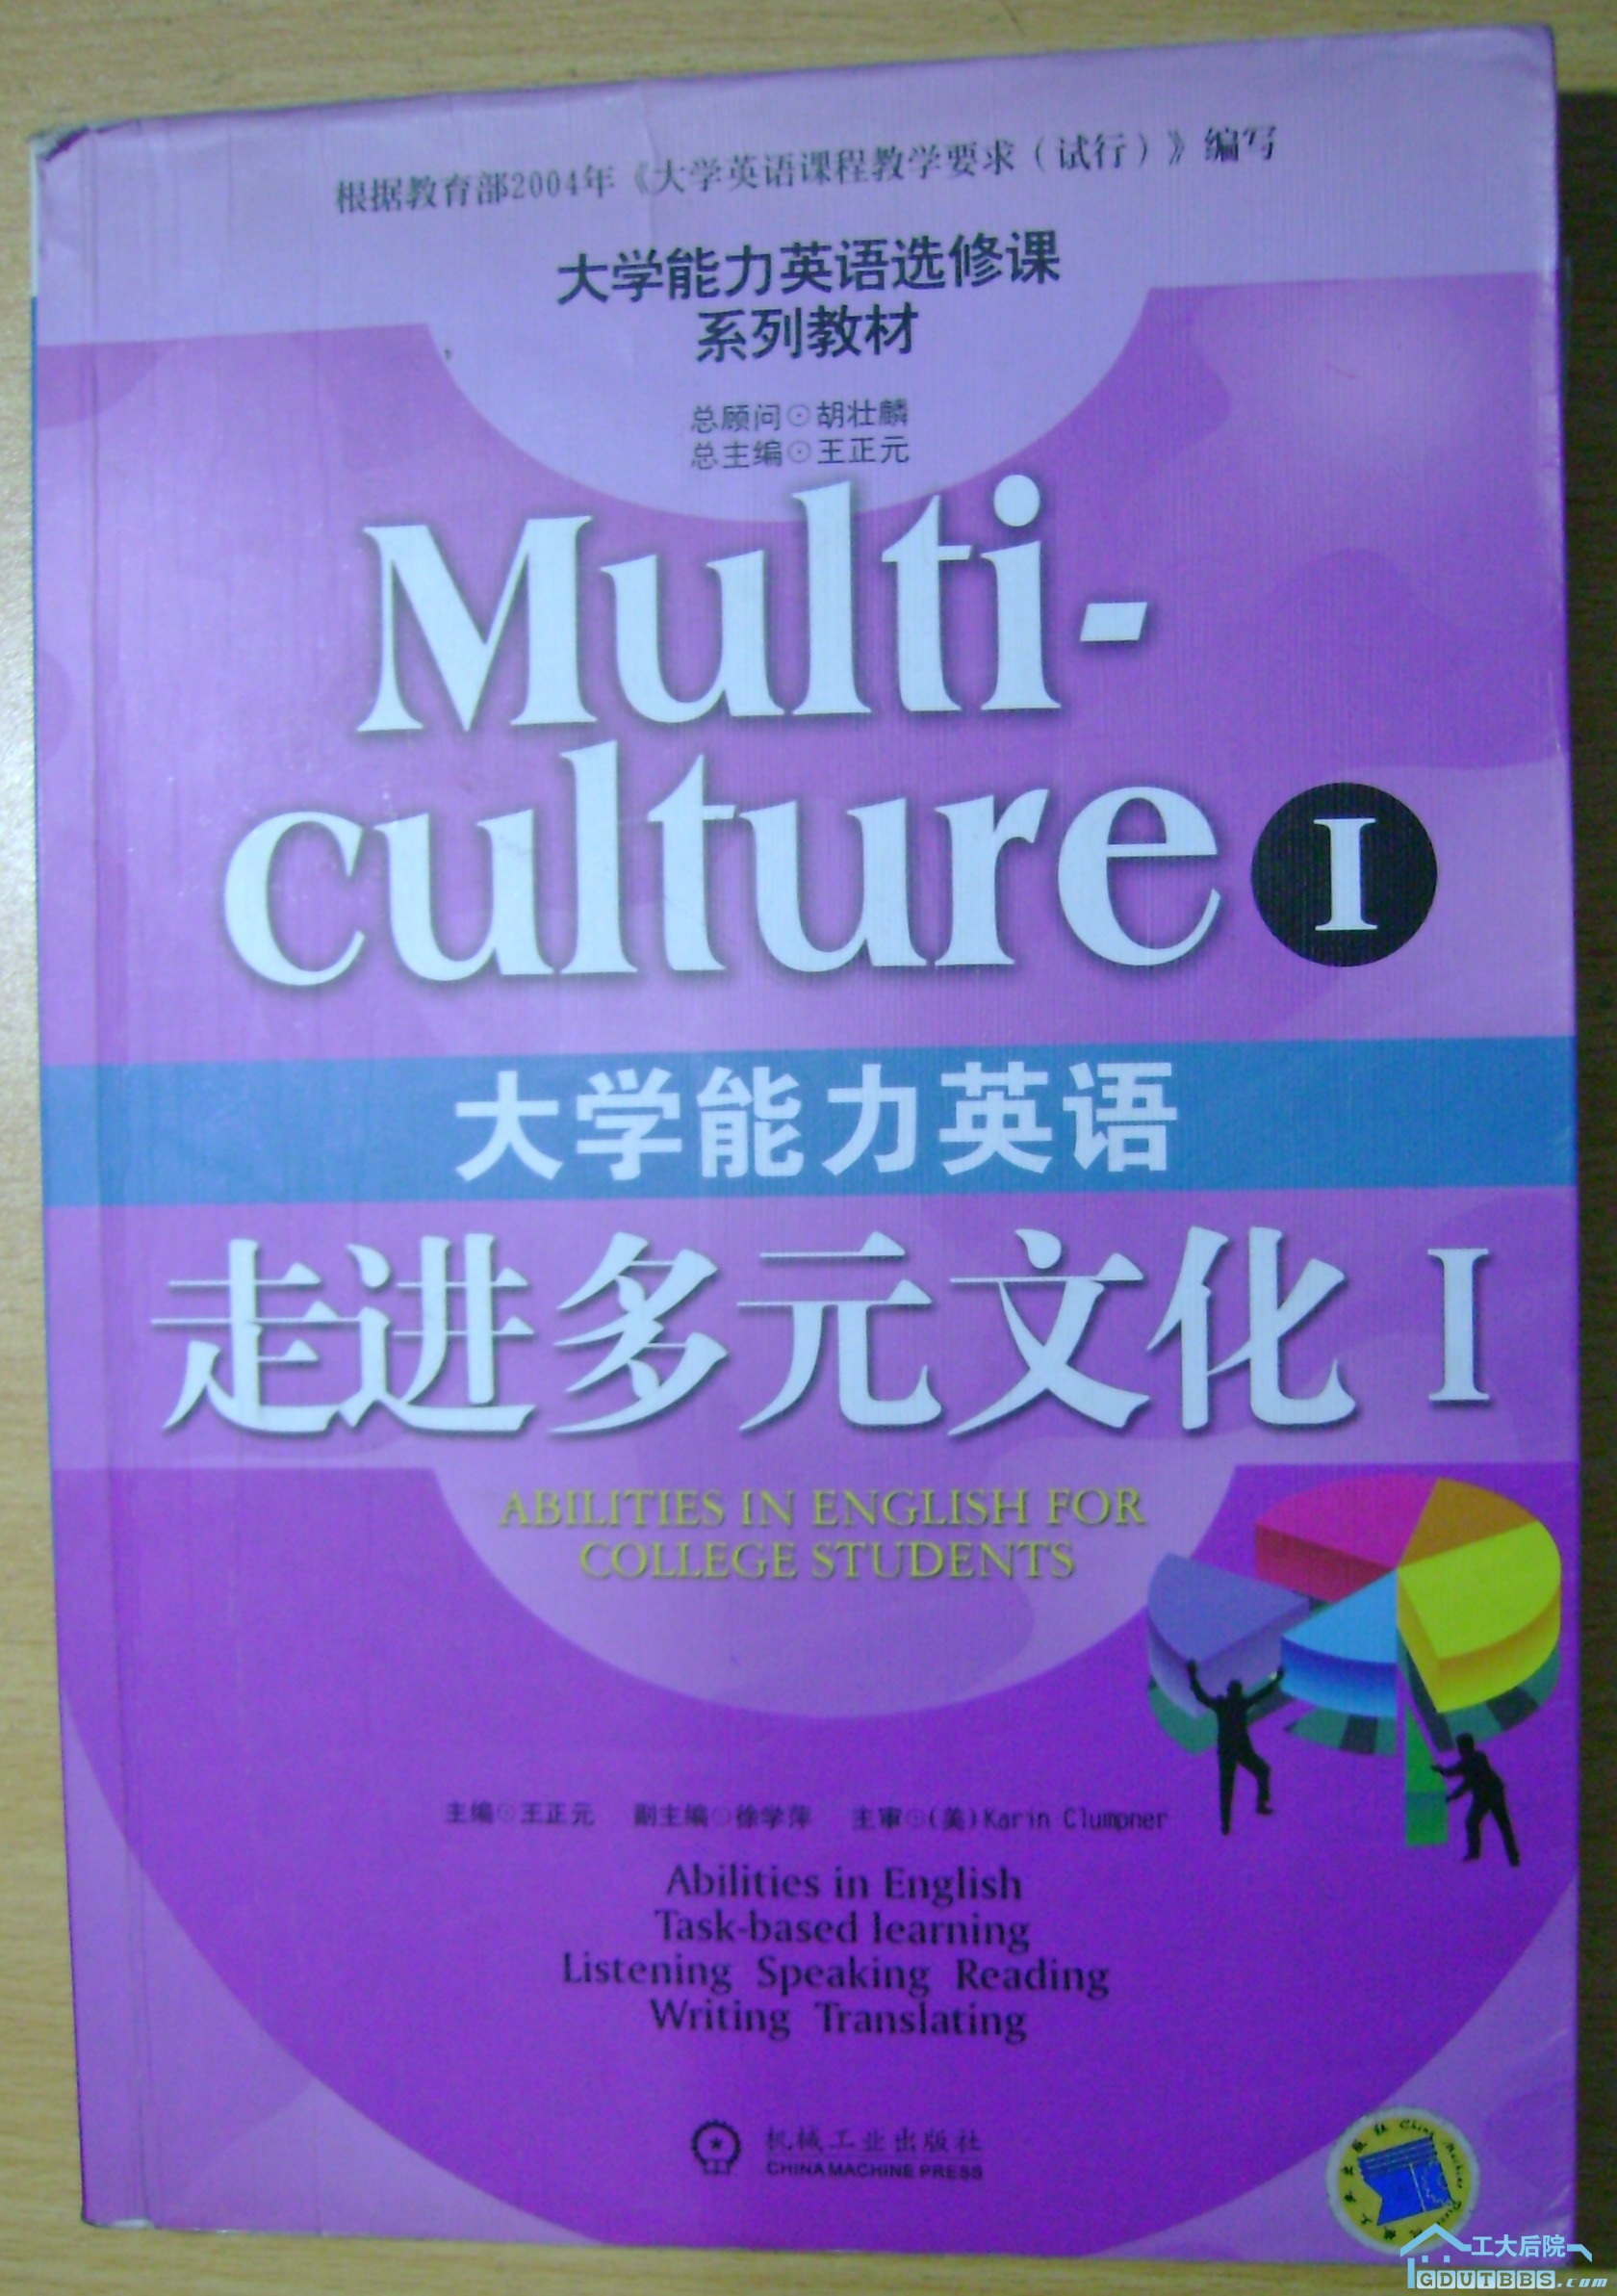 根据教育部2004年《大学英语课程教学要求（试行）》编写
大学能力英语选修课
系列教材
总顾问⊙胡壮麟
总主编⊙王正元
Multi-
culture I
大学能力英语
走进多元文化 I
ABILITIES IN ENGLISH FOR
COLLEGE STUDENTS
主编⊙王正元 副主编⊙徐学萍 主审⊙(美)Karin Clumpner
Abilities in English
Task-based learning
Listening Speaking Reading
Writing Translating
机械工业出版社
CHINA MACHINE PRESS
工大后院
GDUTBBS.com